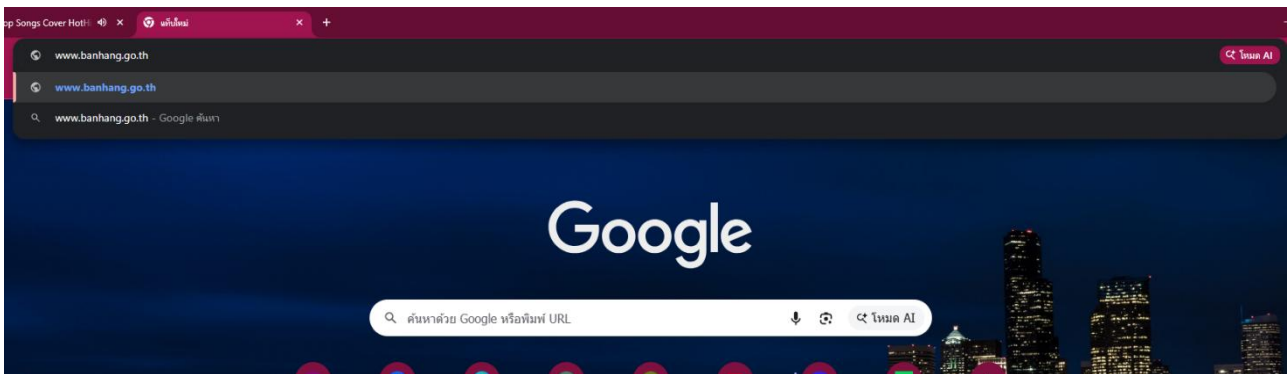 op Songs Cover HotHi
แท็บใหม่
www.banhang.go.th
โหมด AI
www.banhang.go.th
www.banhang.go.th - Google ค้นหา
Google
ค้นหาด้วย Google หรือพิมพ์ URL
โหมด AI